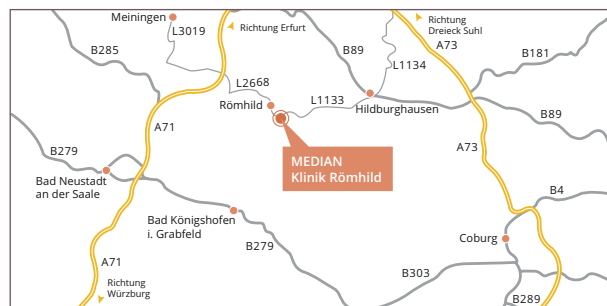 Meiningen
L3019
Richtung
Erfurt
B285
B89
Richtung
Dreieck Suhl
A73
B181
L1134
L2668
Römhild
L1133
Hildburghausen
A71
B89
B279
MEDIAN
Klinik Römhild
A73
Bad Neustadt
an der Saale
B4
Bad Königshofen
i. Grabfeld
B279
Coburg
A71
B303
Richtung
Würzburg
B289